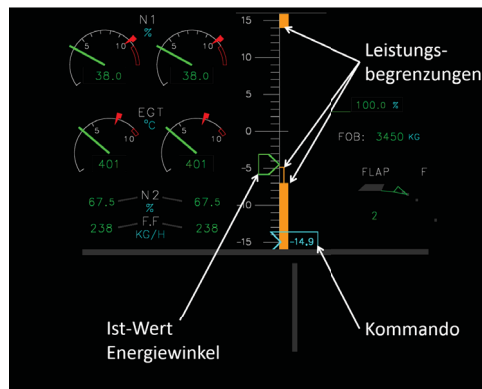 N1
%
5
10
5
10
38.0
38.0
EGT
°C
5
10
5
10
401
401
67.5
N2
67.5
%
238
F.F
238
KG/H
15
10
5
0
-5
-10
-15
-14.9
Leistungs-
begrenzungen
100.0 %
FOB: 3450 KG
FLAP
F
2
Ist-Wert
Energiewinkel
Kommando